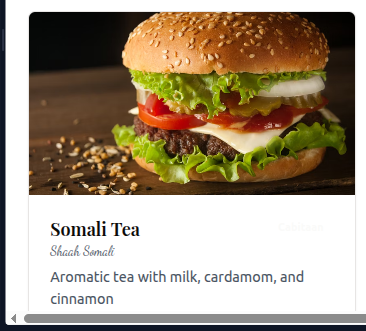 Somali Tea
Shaah Somali
Aromatic tea with milk, cardamom, and
cinnamon